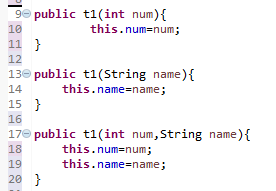 9 public t1(int num){
10 this.num=num;
11 }
12
13 public t1(String name){
14 this.name=name;
15 }
16
17 public t1(int num,String name){
18 this.num=num;
19 this.name=name;
20 }